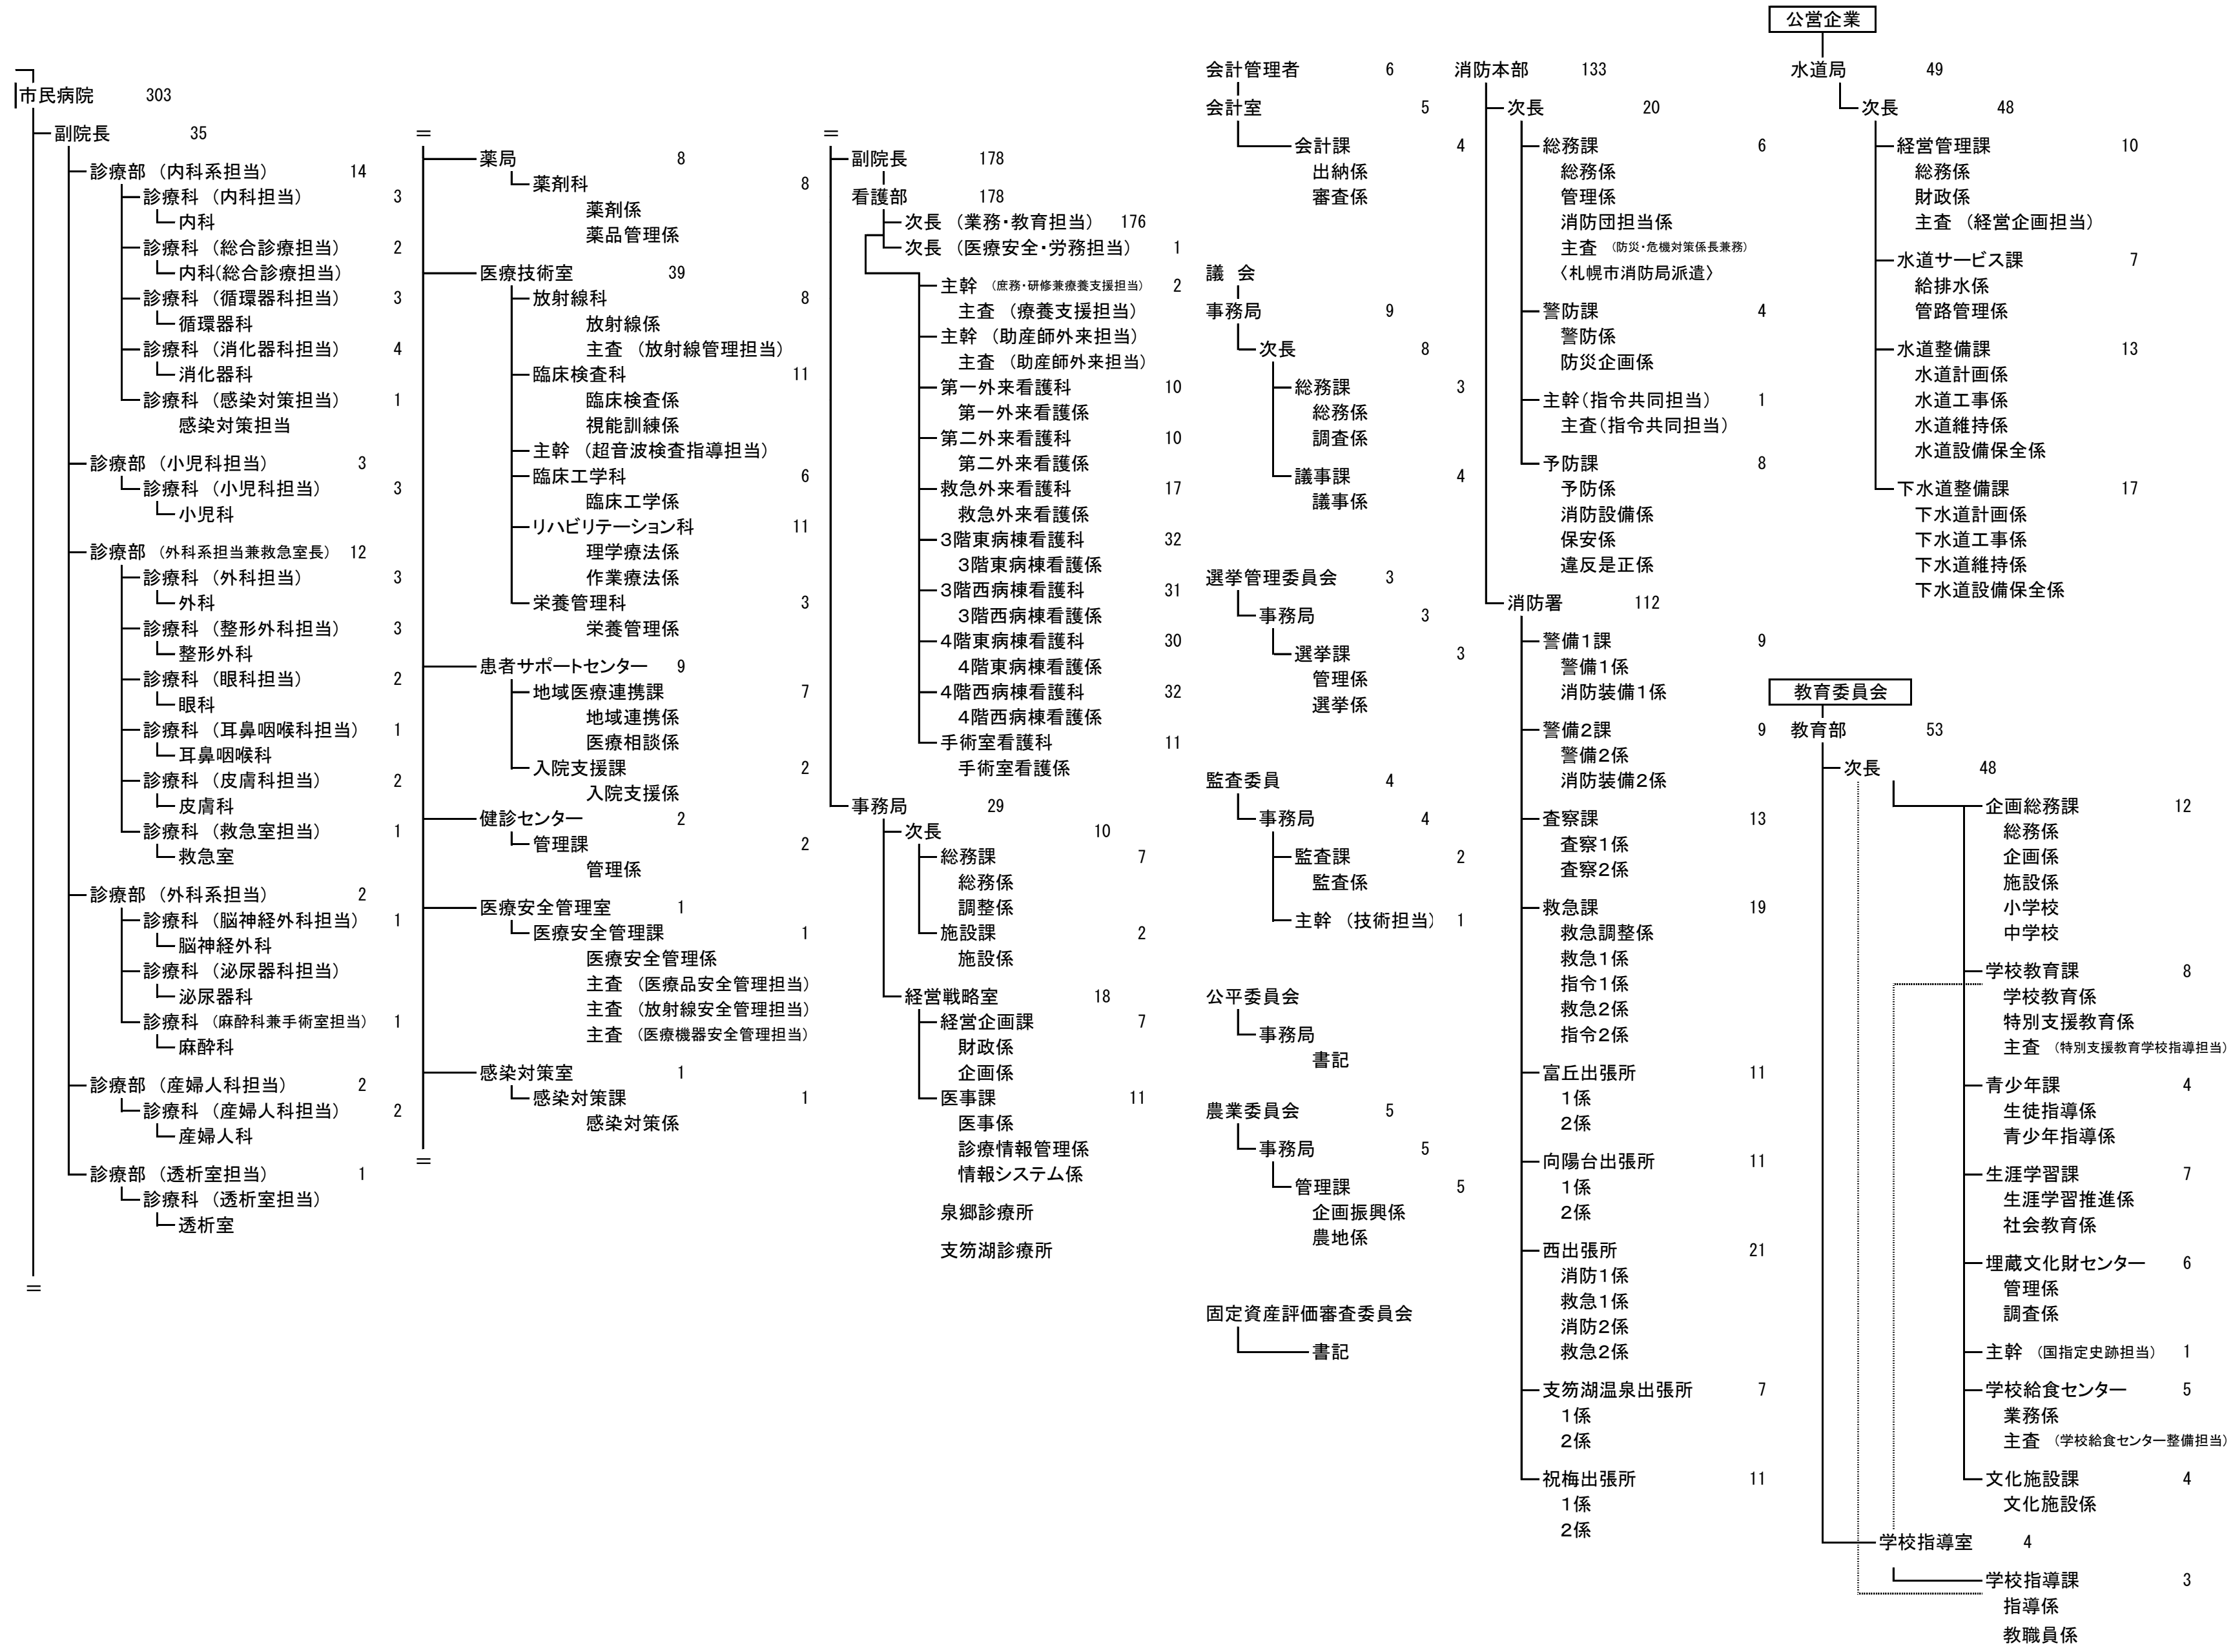 市民病院 303
副院長 35
診療部（内科系担当） 14
診療科（内科担当） 3
内科
診療科（総合診療担当） 2
内科(総合診療担当)
診療科（循環器科担当） 3
循環器科
診療科（消化器科担当） 4
消化器科
診療科（感染対策担当） 1
感染対策担当
診療部（小児科担当） 3
診療科（小児科担当） 3
小児科
診療部（外科系担当兼救急室長） 12
診療科（外科担当） 3
外科
診療科（整形外科担当） 3
整形外科
診療科（眼科担当） 2
眼科
診療科（耳鼻咽喉科担当） 1
耳鼻咽喉科
診療科（皮膚科担当） 2
皮膚科
診療科（救急室担当） 1
救急室
診療部（外科系担当） 2
診療科（脳神経外科担当） 1
脳神経外科
診療科（泌尿器科担当）
泌尿器科
診療科（麻酔科兼手術室担当） 1
麻酔科
診療部（産婦人科担当） 2
診療科（産婦人科担当） 2
産婦人科
診療部（透析室担当） 1
診療科（透析室担当）
透析室
＝
＝
薬局 8
薬剤科 8
薬剤係
薬品管理係
医療技術室 39
放射線科 8
放射線係
主査（放射線管理担当）
臨床検査科 11
臨床検査係
視能訓練係
主幹（超音波検査指導担当）
臨床工学科 6
臨床工学係
リハビリテーション科 11
理学療法係
作業療法係
栄養管理科 3
栄養管理係
患者サポートセンター 9
地域医療連携課 7
地域連携係
医療相談係
入院支援課 2
入院支援係
健診センター 2
管理課 2
管理係
医療安全管理室 1
医療安全管理課 1
医療安全管理係
主査（医療品安全管理担当）
主査（放射線安全管理担当）
主査（医療機器安全管理担当）
感染対策室 1
感染対策課 1
感染対策係
＝
＝
副院長 178
看護部 178
次長（業務・教育担当） 176
次長（医療安全・労務担当） 1
主幹（庶務・研修兼療養支援担当） 2
主査（療養支援担当）
主幹（助産師外来担当）
主査（助産師外来担当）
第一外来看護科 10
第一外来看護係
第二外来看護科 10
第二外来看護係
救急外来看護科 17
救急外来看護係
３階東病棟看護科 32
３階東病棟看護係
３階西病棟看護科 31
３階西病棟看護係
４階東病棟看護科 30
４階東病棟看護係
４階西病棟看護科 32
４階西病棟看護係
手術室看護科 11
手術室看護係
事務局 29
次長 10
総務課 7
総務係
調整係
施設課 2
施設係
経営戦略室 18
経営企画課 7
財政係
企画係
医事課 11
医事係
診療情報管理係
情報システム係
泉郷診療所
支笏湖診療所
会計管理者 6
会計室 5
会計課 4
出納係
審査係
議 会
事務局 9
次長 8
総務課 3
総務係
調査係
議事課 4
議事係
選挙管理委員会 3
事務局 3
選挙課 3
管理係
選挙係
監査委員 4
事務局 4
監査課 2
監査係
主幹（技術担当） 1
公平委員会
事務局
書記
農業委員会 5
事務局 5
管理課 5
企画振興係
農地係
固定資産評価審査委員会
書記
消防本部 133
次長 20
総務課 6
総務係
管理係
消防団担当係
主査（防災・危機対策係長兼務）
〈札幌市消防局派遣〉
警防課 4
警防係
防災企画係
主幹（指令共同担当） 1
主査（指令共同担当）
予防課 8
予防係
消防設備係
保安係
違反是正係
消防署 112
警備１課 9
警備１係
消防装備１係
警備２課 9
警備２係
消防装備２係
査察課 13
査察１係
査察２係
救急課 19
救急調整係
救急１係
指令１係
救急２係
指令２係
富丘出張所 11
１係
２係
向陽台出張所 11
１係
２係
西出張所 21
消防１係
救急１係
消防２係
救急２係
支笏湖温泉出張所 7
１係
２係
祝梅出張所 11
１係
２係
公営企業
水道局 49
次長 48
経営管理課 10
総務係
財政係
主査（経営企画担当）
水道サービス課 7
給排水係
管路管理係
水道整備課 13
水道計画係
水道工事係
水道維持係
水道設備保全係
下水道整備課 17
下水道計画係
下水道工事係
下水道維持係
下水道設備保全係
教育委員会
教育部 53
次長 48
企画総務課 12
総務係
企画係
施設係
小学校
中学校
学校教育課 8
学校教育係
特別支援教育係
主査（特別支援教育学校指導担当）
青少年課 4
生徒指導係
青少年指導係
生涯学習課 7
生涯学習推進係
社会教育係
埋蔵文化財センター 6
管理係
調査係
主幹（国指定史跡担当） 1
学校給食センター 5
業務係
主査（学校給食センター整備担当）
文化施設課 4
文化施設係
学校指導室 4
学校指導課 3
指導係
教職員係